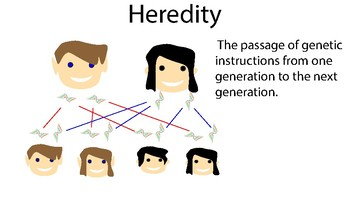 Heredity
The passage of genetic
instructions from one
generation to the next
generation.